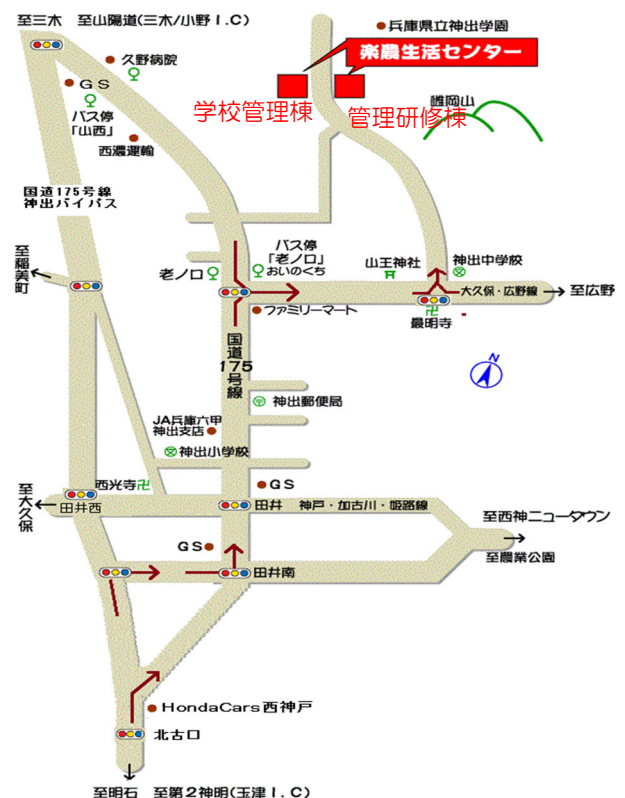 至三木 至山陽道(三木/小野I.C)
兵庫県立神出学園
楽農生活センター
久野病院
GS
バス停
「山西」
西濃運輸
学校管理棟
管理研修棟
雌岡山
国道175号線
神出バイパス
至稲美町
老ノ口
バス停
「老ノ口」
おいのくち
山王神社
神出中学校
大久保・広野線
至広野
最明寺
ファミリーマート
国道175号線
N
神出郵便局
JA兵庫六甲
神出支店
神出小学校
西光寺
GS
至大久保
田井西
田井
神戸・加古川・姫路線
至西神ニュータウン
至農業公園
GS
田井南
HondaCars西神戸
北古口
至明石 至第2神明(玉津I.C)